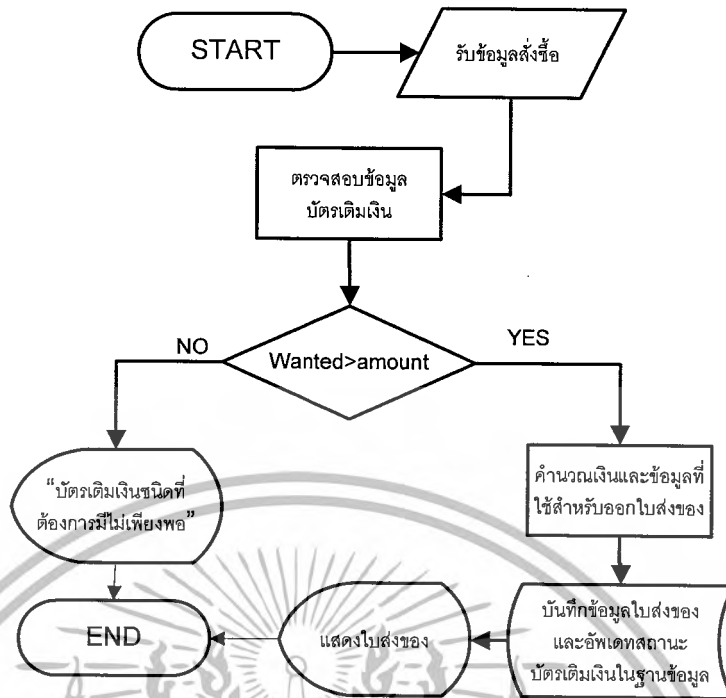 START
รับข้อมูลสั่งซื้อ
ตรวจสอบข้อมูล
บัตรเติมเงิน
Wanted>amount
NO
YES
“บัตรเติมเงินชนิดที่
ต้องการมีไม่เพียงพอ”
คำนวณเงินและข้อมูลที่
ใช้สำหรับออกใบส่งของ
บันทึกข้อมูลใบส่งของ
และอัพเดทสถานะ
บัตรเติมเงินในฐานข้อมูล
แสดงใบส่งของ
END